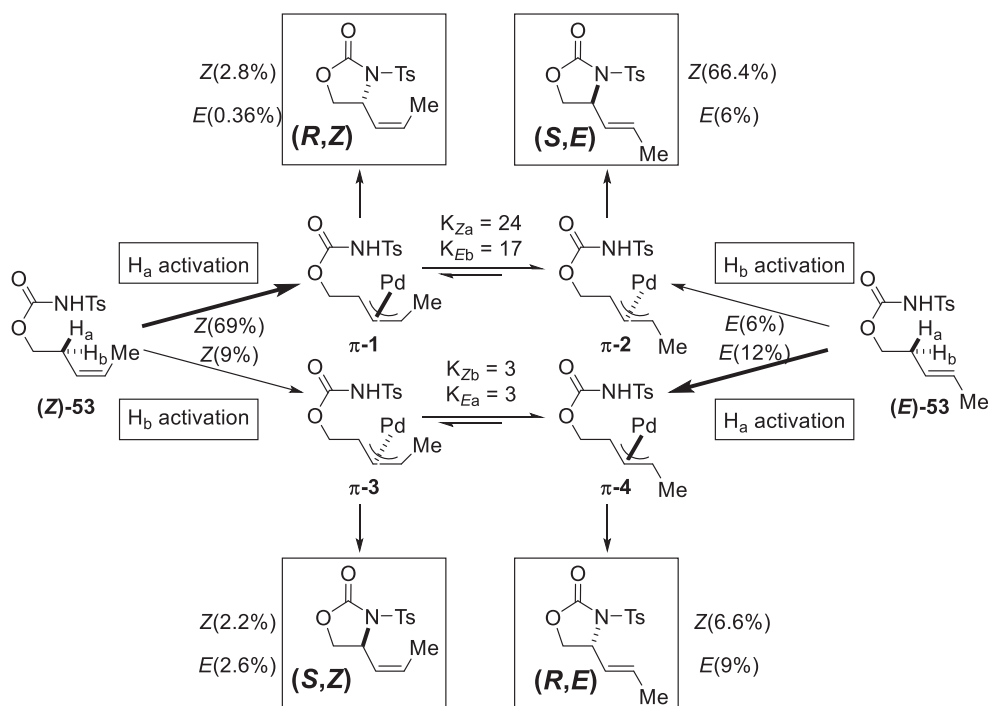 O
O
Z(2.8%)
O
N
Ts
O
N
Ts
Z(66.4%)
E(0.36%)
Me
E(6%)
(R,Z)
(S,E)
Me
O
K_Za = 24
O
NHTs
K_Eb = 17
NHTs
H_a activation
O
Pd
O
Pd
H_b activation
O
Me
O
NHTs
NHTs
O
H_a
Z(69%)
E(6%)
O
H_a
H_b
Me
Z(9%)
π-1
π-2
Me
E(12%)
H_b
O
K_Zb = 3
O
(Z)-53
NHTs
K_Ea = 3
NHTs
(E)-53
Me
H_b activation
O
Pd
O
Pd
H_a activation
Me
π-3
π-4
Me
O
O
Z(2.2%)
O
N
Ts
O
N
Ts
Z(6.6%)
E(2.6%)
Me
E(9%)
(S,Z)
(R,E)
Me